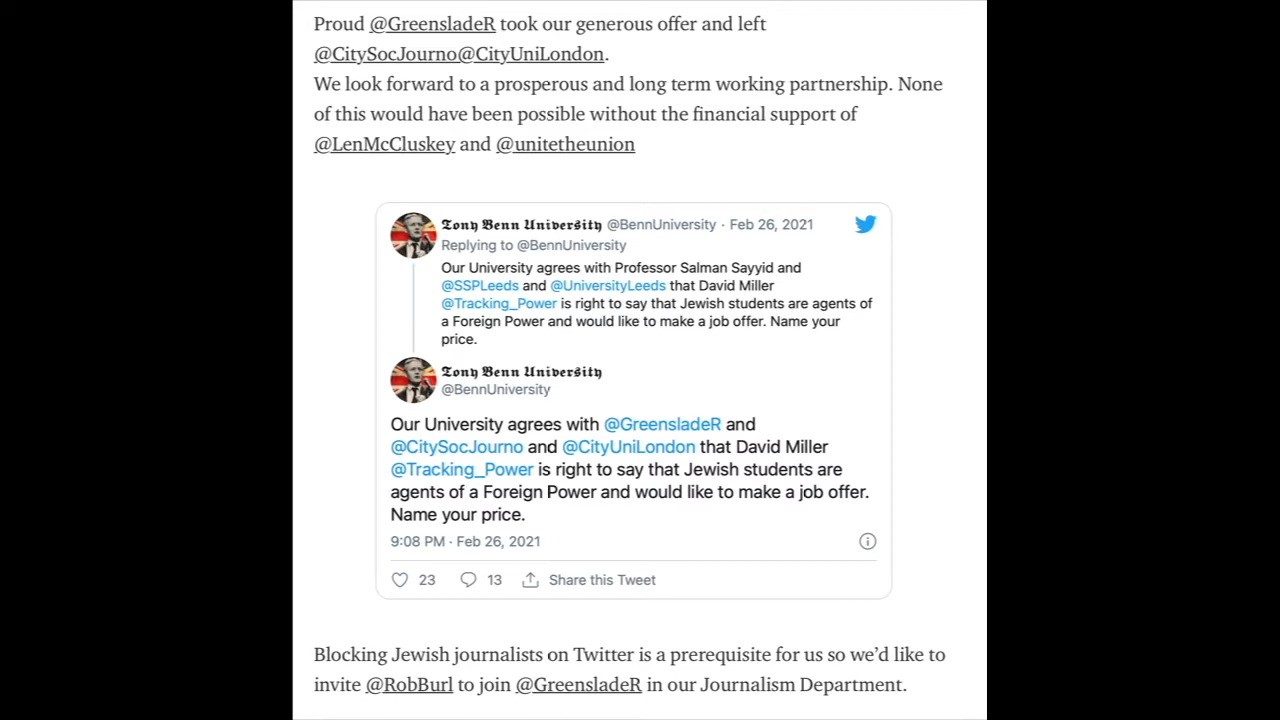 Proud @GreensladeR took our generous offer and left
@CitySocJourno@CityUniLondon.
We look forward to a prosperous and long term working partnership. None
of this would have been possible without the financial support of
@LenMcCluskey and @unitetheunion
Tony Benn University @BennUniversity · Feb 26, 2021
Replying to @BennUniversity
Our University agrees with Professor Salman Sayyid and
@SSPLeeds and @UniversityLeeds that David Miller
@Tracking_Power is right to say that Jewish students are agents of
a Foreign Power and would like to make a job offer. Name your
price.
Tony Benn University
@BennUniversity
Our University agrees with @GreensladeR and
@CitySocJourno and @CityUniLondon that David Miller
@Tracking_Power is right to say that Jewish students are
agents of a Foreign Power and would like to make a job offer.
Name your price.
9:08 PM · Feb 26, 2021
23 13 Share this Tweet
Blocking Jewish journalists on Twitter is a prerequisite for us so we’d like to
invite @RobBurl to join @GreensladeR in our Journalism Department.